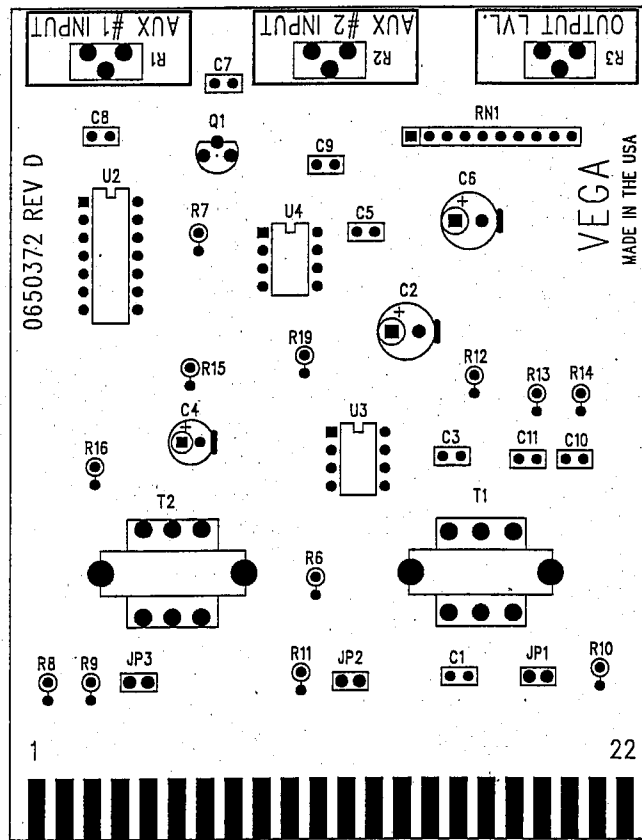 AUX #1 INPUT
R1
AUX #2 INPUT
R2
OUTPUT LVL.
R3
C7
C8
Q1
C9
RN1
U2
R7
U4
C5
C6
+
0650372 REV D
VEGA
MADE IN THE USA
C2
+
R19
R15
R12
R13
R14
C4
+
U3
R16
C3
C11
C10
T2
T1
R6
R8
R9
JP3
R11
JP2
C1
JP1
R10
1
22